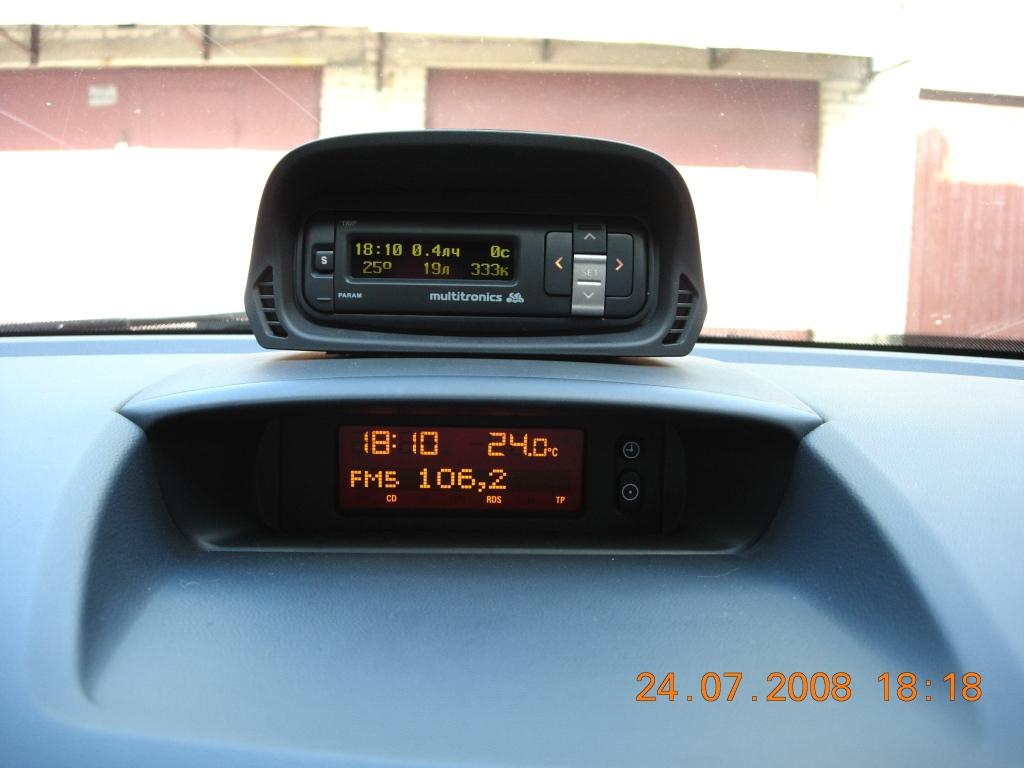 TRIP
S
18:10 0.4лч 0с
25º 19л 333к
PARAM
multitronics
SET
18:10 24.0°C
FM5 106,2
CD RDS TP
24.07.2008 18:18